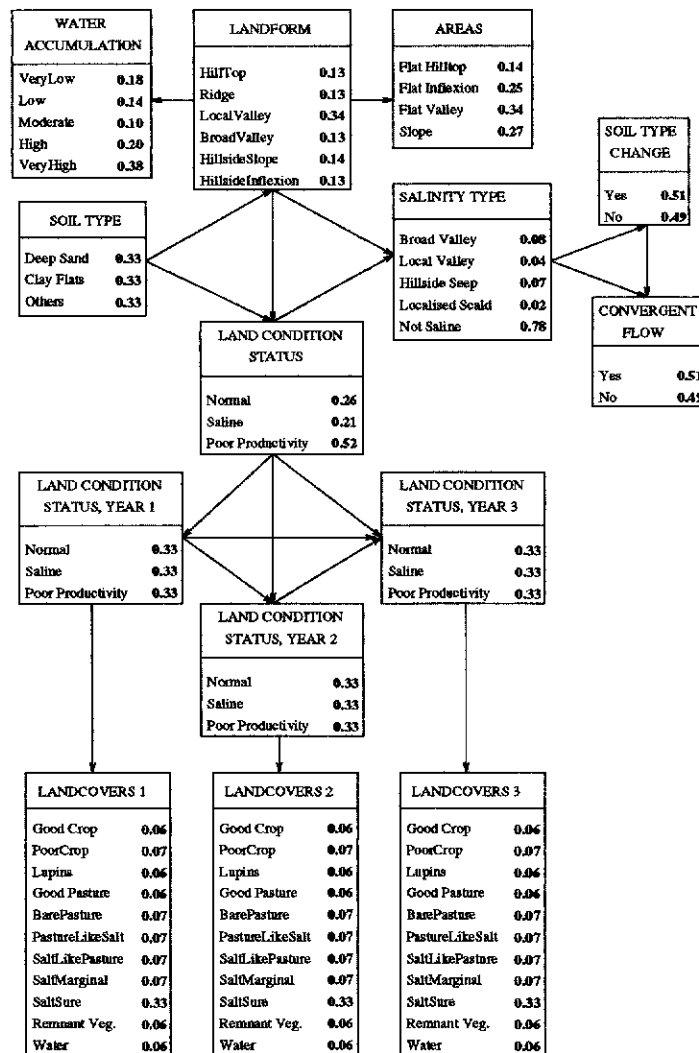 WATER
ACCUMULATION
VeryLow 0.18
Low 0.14
Moderate 0.10
High 0.20
VeryHigh 0.38
LANDFORM
HillTop 0.13
Ridge 0.13
LocalValley 0.34
BroadValley 0.13
HillsideSlope 0.14
HillsideInflexion 0.13
AREAS
Flat Hilltop 0.14
Flat Inflexion 0.25
Flat Valley 0.34
Slope 0.27
SOIL TYPE
CHANGE
Yes 0.51
No 0.49
SOIL TYPE
Deep Sand 0.33
Clay Flats 0.33
Others 0.33
SALINITY TYPE
Broad Valley 0.08
Local Valley 0.04
Hillside Seep 0.07
Localised Scald 0.02
Not Saline 0.78
CONVERGENT
FLOW
Yes 0.51
No 0.49
LAND CONDITION
STATUS
Normal 0.26
Saline 0.21
Poor Productivity 0.52
LAND CONDITION
STATUS, YEAR 1
Normal 0.33
Saline 0.33
Poor Productivity 0.33
LAND CONDITION
STATUS, YEAR 3
Normal 0.33
Saline 0.33
Poor Productivity 0.33
LAND CONDITION
STATUS, YEAR 2
Normal 0.33
Saline 0.33
Poor Productivity 0.33
LANDCOVERS 1
Good Crop 0.06
PoorCrop 0.07
Lupins 0.06
Good Pasture 0.06
BarePasture 0.07
PastureLikeSalt 0.07
SaltLikePasture 0.07
SaltMarginal 0.07
SaltSure 0.33
Remnant Veg. 0.06
Water 0.06
LANDCOVERS 2
Good Crop 0.06
PoorCrop 0.07
Lupins 0.06
Good Pasture 0.06
BarePasture 0.07
PastureLikeSalt 0.07
SaltLikePasture 0.07
SaltMarginal 0.07
SaltSure 0.33
Remnant Veg. 0.06
Water 0.06
LANDCOVERS 3
Good Crop 0.06
PoorCrop 0.07
Lupins 0.06
Good Pasture 0.06
BarePasture 0.07
PastureLikeSalt 0.07
SaltLikePasture 0.07
SaltMarginal 0.07
SaltSure 0.33
Remnant Veg. 0.06
Water 0.06